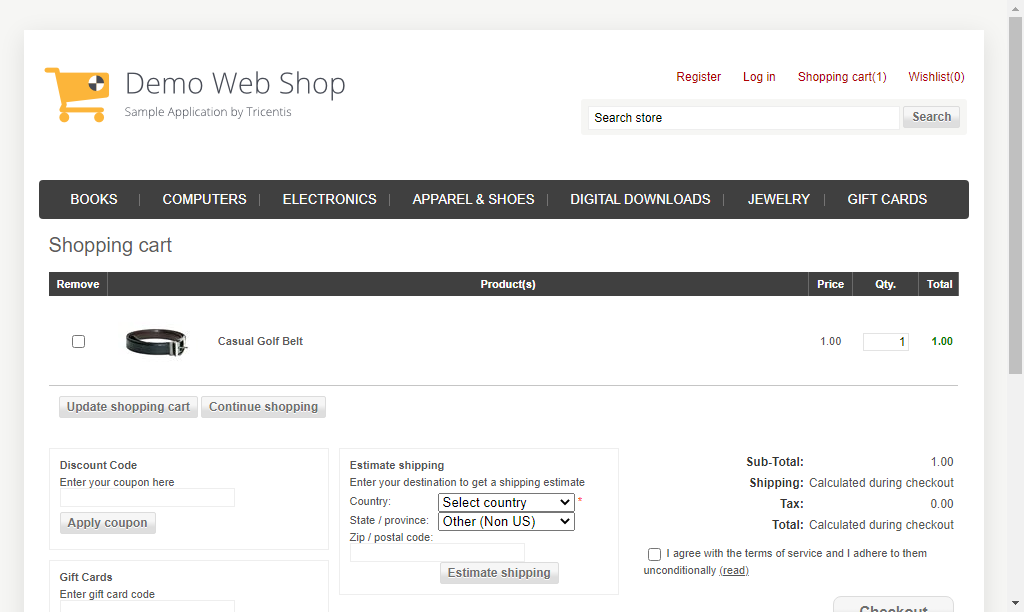 Demo Web Shop
Sample Application by Tricentis
Register Log in Shopping cart(1) Wishlist(0)
Search store Search
BOOKS COMPUTERS ELECTRONICS APPAREL & SHOES DIGITAL DOWNLOADS JEWELRY GIFT CARDS
Shopping cart
Remove Product(s) Price Qty. Total
Casual Golf Belt 1.00 1 1.00
Update shopping cart Continue shopping
Discount Code
Enter your coupon here
Apply coupon
Gift Cards
Enter gift card code
Estimate shipping
Enter your destination to get a shipping estimate
Country: Select country *
State / province: Other (Non US)
Zip / postal code:
Estimate shipping
Sub-Total: 1.00
Shipping: Calculated during checkout
Tax: 0.00
Total: Calculated during checkout
I agree with the terms of service and I adhere to them
unconditionally (read)
Checkout